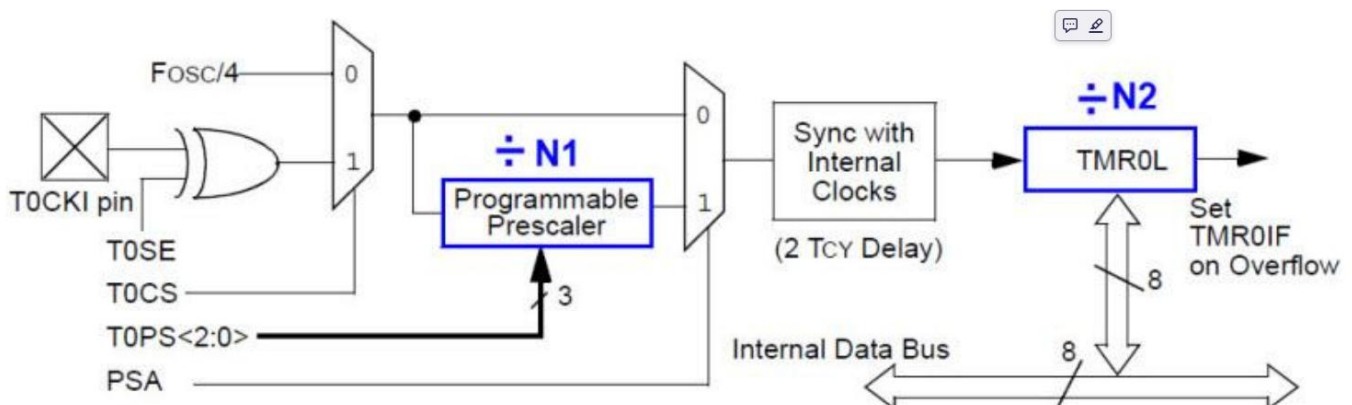 Fosc/4
0
1
T0CKI pin
T0SE
T0CS
T0PS<2:0>
PSA
÷ N1
Programmable
Prescaler
3
0
1
Sync with
Internal
Clocks
(2 TCY Delay)
÷ N2
TMR0L
Set
TMR0IF
on Overflow
8
Internal Data Bus
8